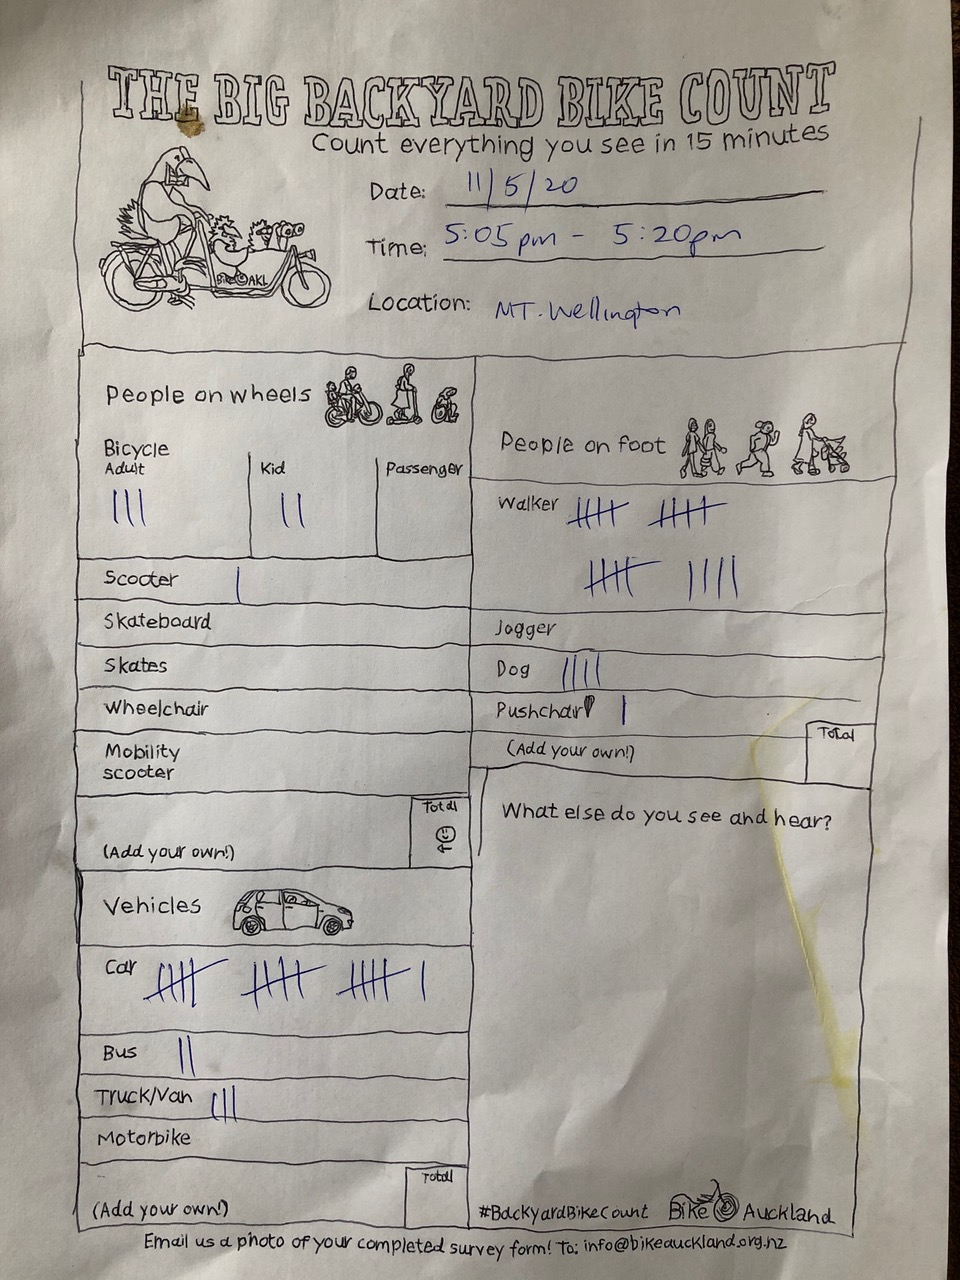 THE BIG BACKYARD BIKE COUNT
Count everything you see in 15 minutes
Date: 11/5/20
Time: 5:05pm - 5:20pm
Location: MT. Wellington
BIKE AKL
People on wheels
Bicycle
Adult
Kid
Passenger
Scooter
Skateboard
Skates
Wheelchair
Mobility
scooter
Total
(Add your own!)
Vehicles
Car
Bus
Truck/Van
Motorbike
Total
(Add your own!)
People on foot
Walker
Jogger
Dog
Pushchair
Total
(Add your own!)
What else do you see and hear?
#BackyardBikeCount Bike Auckland
Email us a photo of your completed survey form! To: info@bikeauckland.org.nz